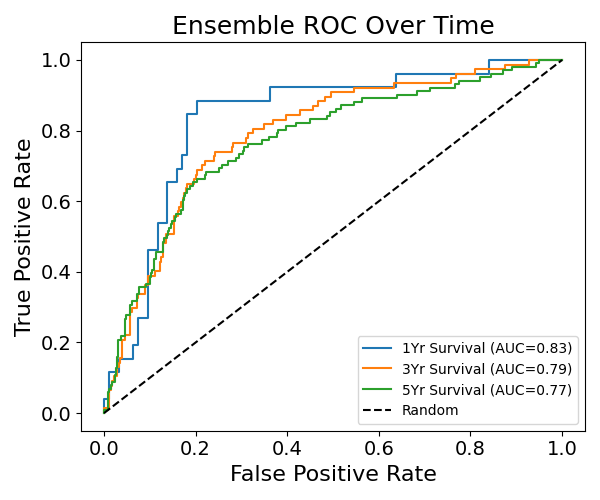 Ensemble ROC Over Time
True Positive Rate
1.0
0.8
0.6
0.4
0.2
0.0
1Yr Survival (AUC=0.83)
3Yr Survival (AUC=0.79)
5Yr Survival (AUC=0.77)
Random
0.0 0.2 0.4 0.6 0.8 1.0
False Positive Rate